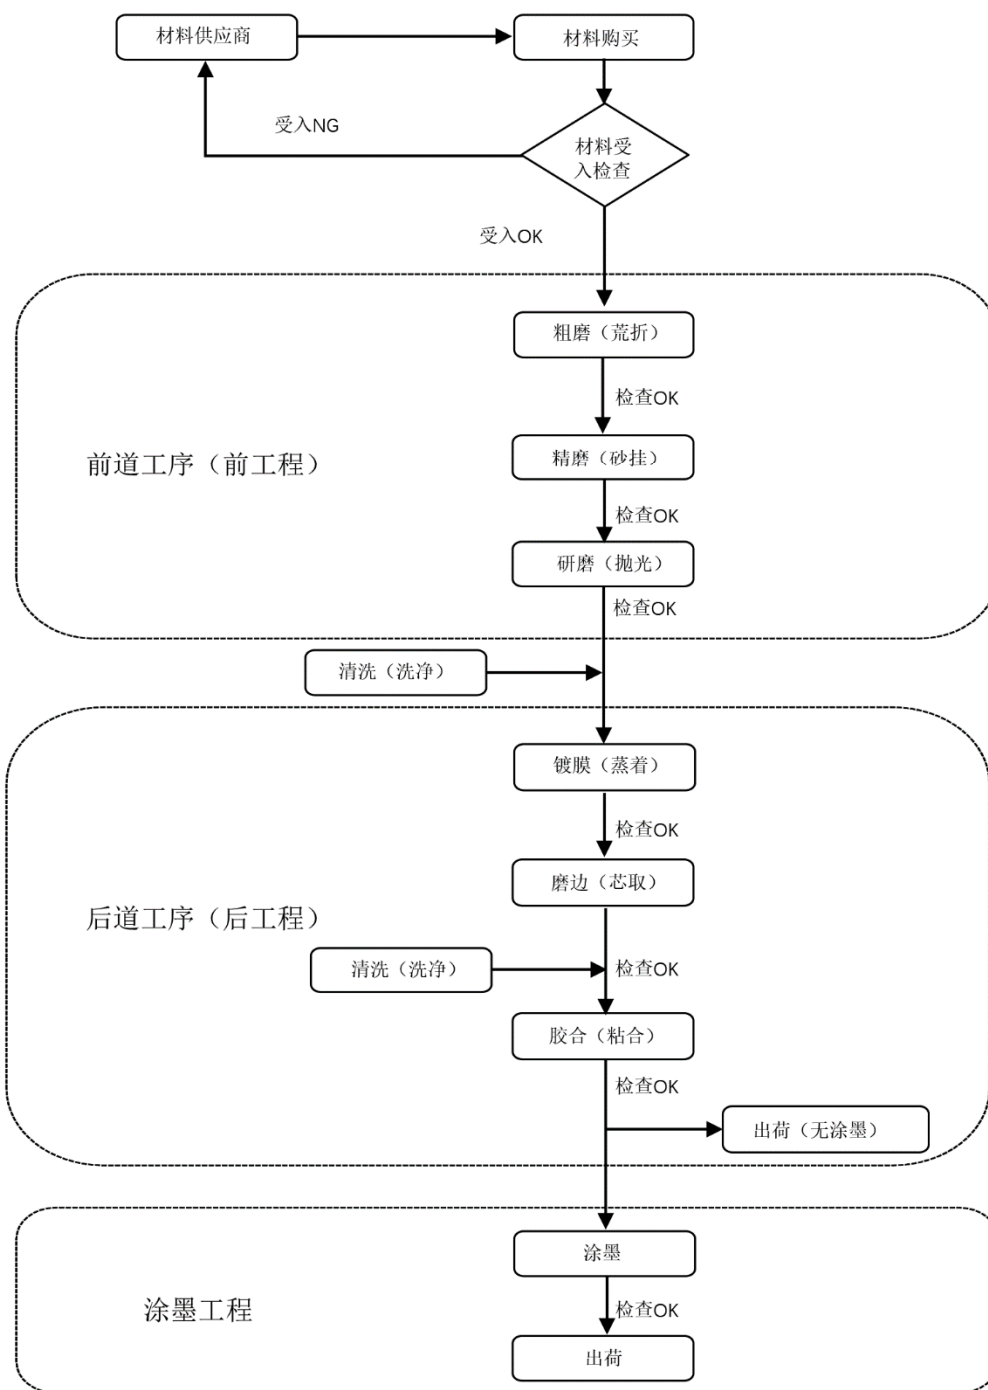 材料供应商
材料购买
受入NG
材料受
入检查
受入OK
粗磨（荒折）
检查OK
前道工序（前工程）
精磨（砂挂）
检查OK
研磨（抛光）
检查OK
清洗（洗净）
镀膜（蒸着）
检查OK
磨边（芯取）
后道工序（后工程）
清洗（洗净）
检查OK
胶合（粘合）
检查OK
出荷（无涂墨）
涂墨
涂墨工程
检查OK
出荷